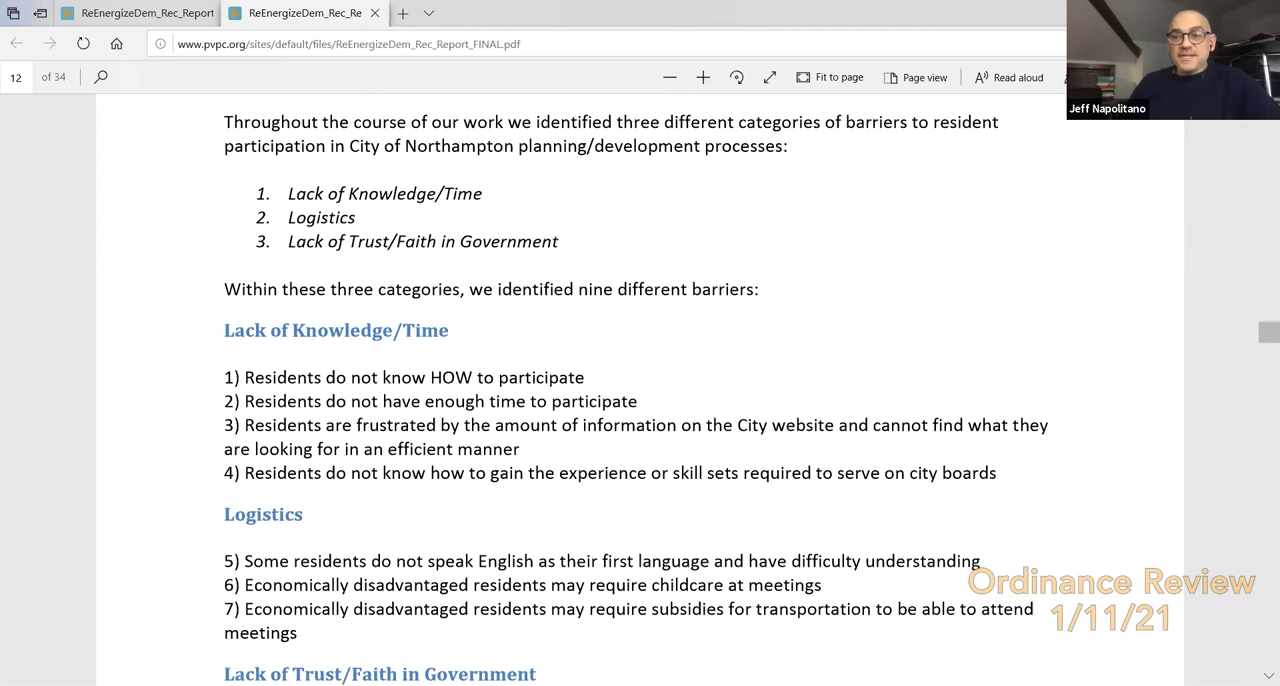 ReEnergizeDem_Rec_Report
ReEnergizeDem_Rec_Re
www.pvpc.org/sites/default/files/ReEnergizeDem_Rec_Report_FINAL.pdf
12 of 34
Fit to page
Page view
Read aloud
Jeff Napolitano
Throughout the course of our work we identified three different categories of barriers to resident
participation in City of Northampton planning/development processes:
1. Lack of Knowledge/Time
2. Logistics
3. Lack of Trust/Faith in Government
Within these three categories, we identified nine different barriers:
Lack of Knowledge/Time
1) Residents do not know HOW to participate
2) Residents do not have enough time to participate
3) Residents are frustrated by the amount of information on the City website and cannot find what they
are looking for in an efficient manner
4) Residents do not know how to gain the experience or skill sets required to serve on city boards
Logistics
5) Some residents do not speak English as their first language and have difficulty understanding
6) Economically disadvantaged residents may require childcare at meetings
7) Economically disadvantaged residents may require subsidies for transportation to be able to attend
meetings
Lack of Trust/Faith in Government
Ordinance Review
1/11/21